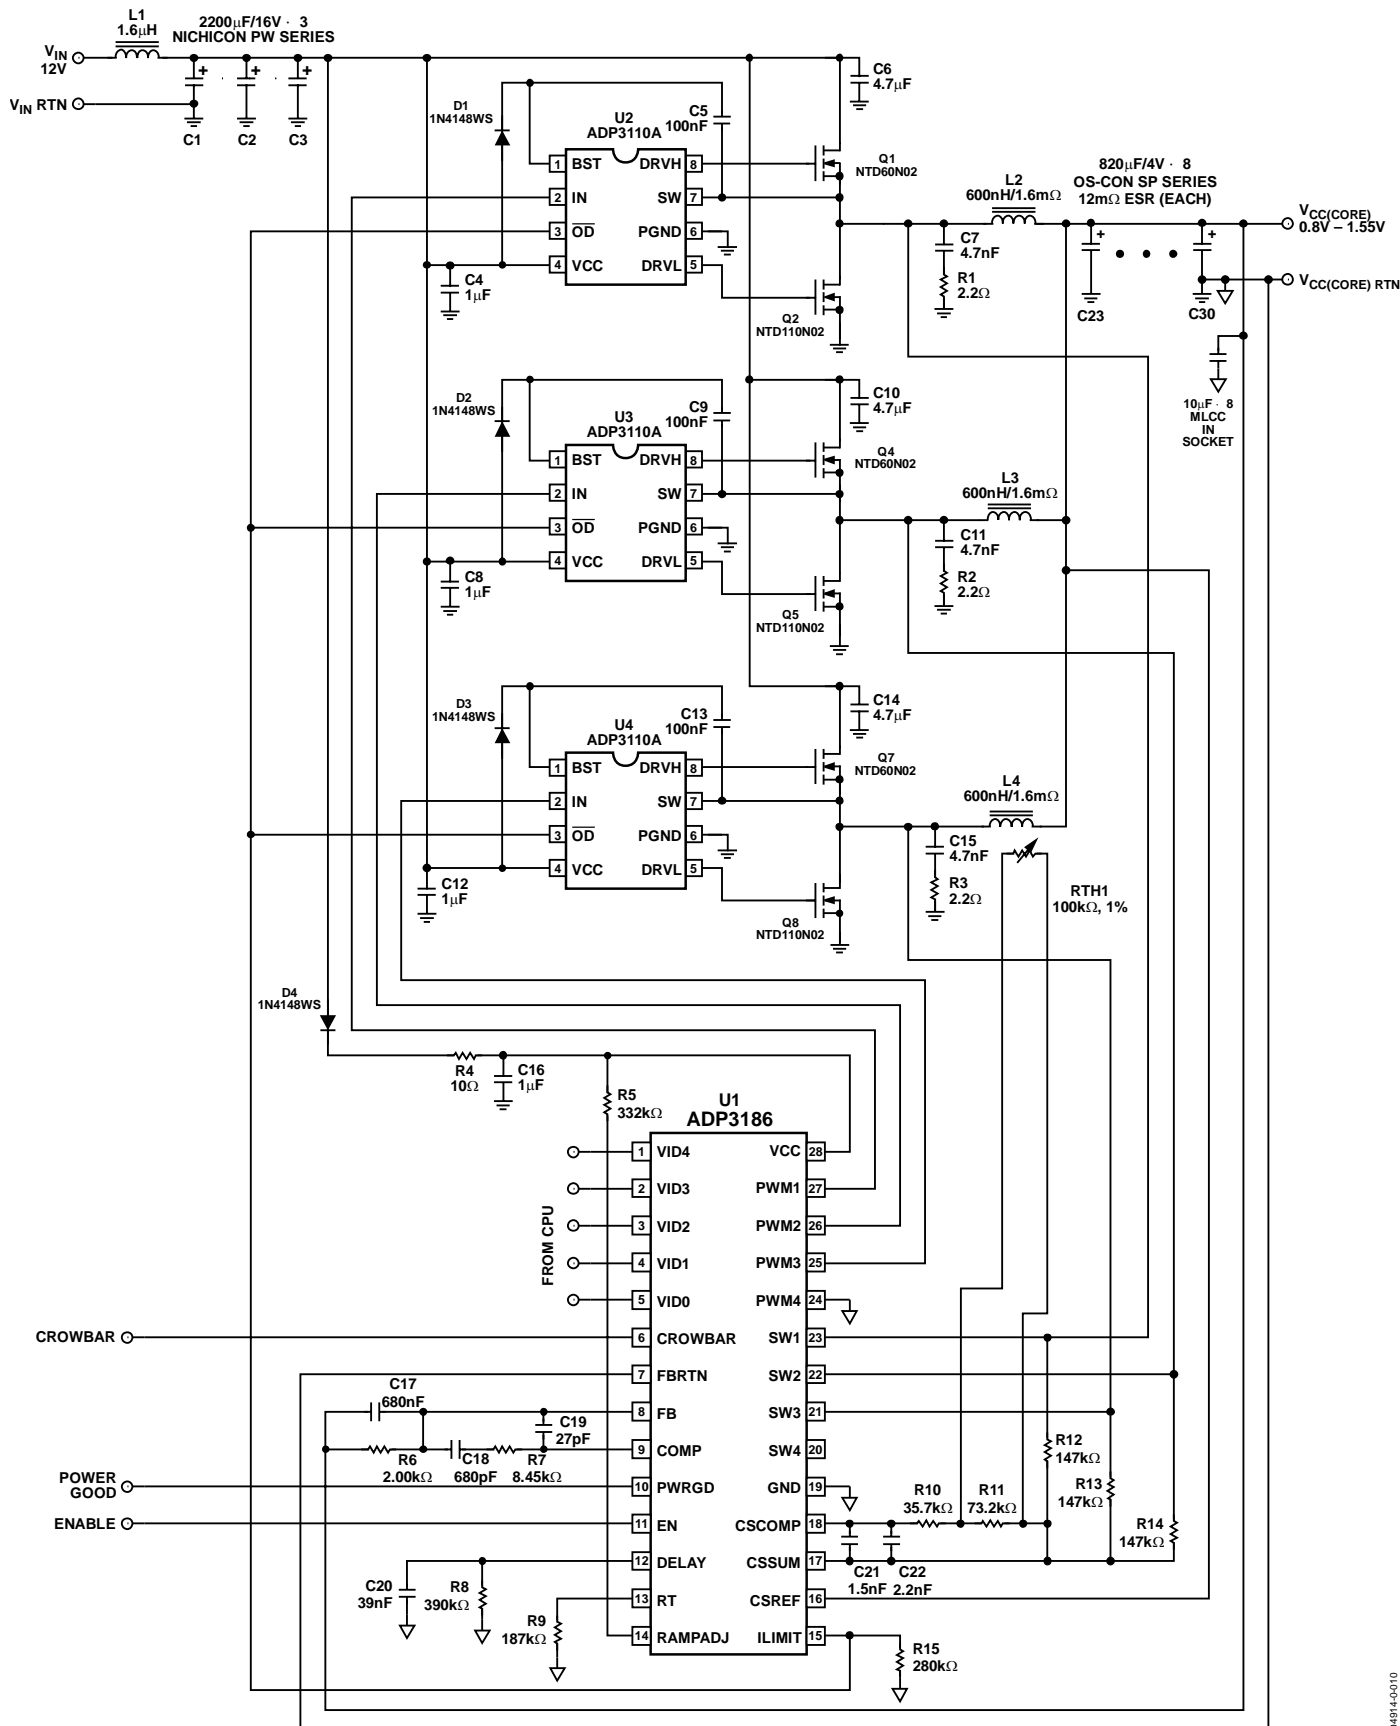 L1
1.6μH
2200μF/16V · 3
NICHICON PW SERIES
VIN
12V
VIN RTN
C1
C2
C3
D1
1N4148WS
U2
ADP3110A
C5
100nF
C6
4.7μF
1 BST DRVH 8
2 IN SW 7
3 OD PGND 6
4 VCC DRVL 5
C4
1μF
Q1
NTD60N02
Q2
NTD110N02
L2
600nH/1.6mΩ
C7
4.7nF
R1
2.2Ω
820μF/4V · 8
OS-CON SP SERIES
12mΩ ESR (EACH)
VCC(CORE)
0.8V – 1.55V
VCC(CORE) RTN
C23
C30
10μF · 8
MLCC
IN
SOCKET
D2
1N4148WS
U3
ADP3110A
C9
100nF
C10
4.7μF
1 BST DRVH 8
2 IN SW 7
3 OD PGND 6
4 VCC DRVL 5
C8
1μF
Q4
NTD60N02
Q5
NTD110N02
L3
600nH/1.6mΩ
C11
4.7nF
R2
2.2Ω
D3
1N4148WS
U4
ADP3110A
C13
100nF
C14
4.7μF
1 BST DRVH 8
2 IN SW 7
3 OD PGND 6
4 VCC DRVL 5
C12
1μF
Q7
NTD60N02
Q8
NTD110N02
L4
600nH/1.6mΩ
C15
4.7nF
R3
2.2Ω
RTH1
100kΩ, 1%
D4
1N4148WS
R4
10Ω
C16
1μF
R5
332kΩ
U1
ADP3186
FROM CPU
1 VID4 VCC 28
2 VID3 PWM1 27
3 VID2 PWM2 26
4 VID1 PWM3 25
5 VID0 PWM4 24
CROWBAR
6 CROWBAR SW1 23
7 FBRTN SW2 22
8 FB SW3 21
9 COMP SW4 20
10 PWRGD GND 19
11 EN CSCOMP 18
12 DELAY CSSUM 17
13 RT CSREF 16
14 RAMPADJ ILIMIT 15
C17
680nF
C19
27pF
R6
2.00kΩ
C18
680pF
R7
8.45kΩ
POWER
GOOD
ENABLE
C20
39nF
R8
390kΩ
R9
187kΩ
R10
35.7kΩ
R11
73.2kΩ
R12
147kΩ
R13
147kΩ
R14
147kΩ
C21
1.5nF
C22
2.2nF
R15
280kΩ
04914-0-010